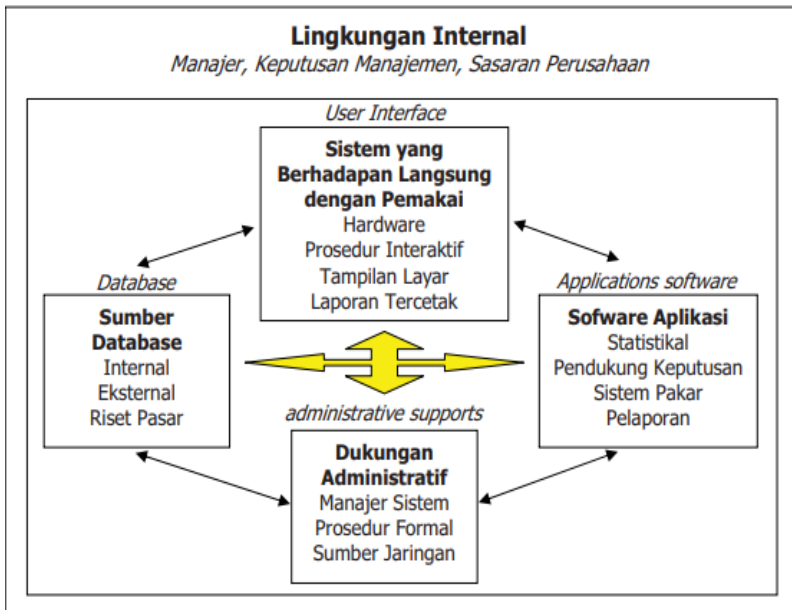 Lingkungan Internal
Manajer, Keputusan Manajemen, Sasaran Perusahaan
User Interface
Sistem yang
Berhadapan Langsung
dengan Pemakai
Hardware
Prosedur Interaktif
Tampilan Layar
Laporan Tercetak
Database
Sumber
Database
Internal
Eksternal
Riset Pasar
Applications software
Sofware Aplikasi
Statistikal
Pendukung Keputusan
Sistem Pakar
Pelaporan
administrative supports
Dukungan
Administratif
Manajer Sistem
Prosedur Formal
Sumber Jaringan